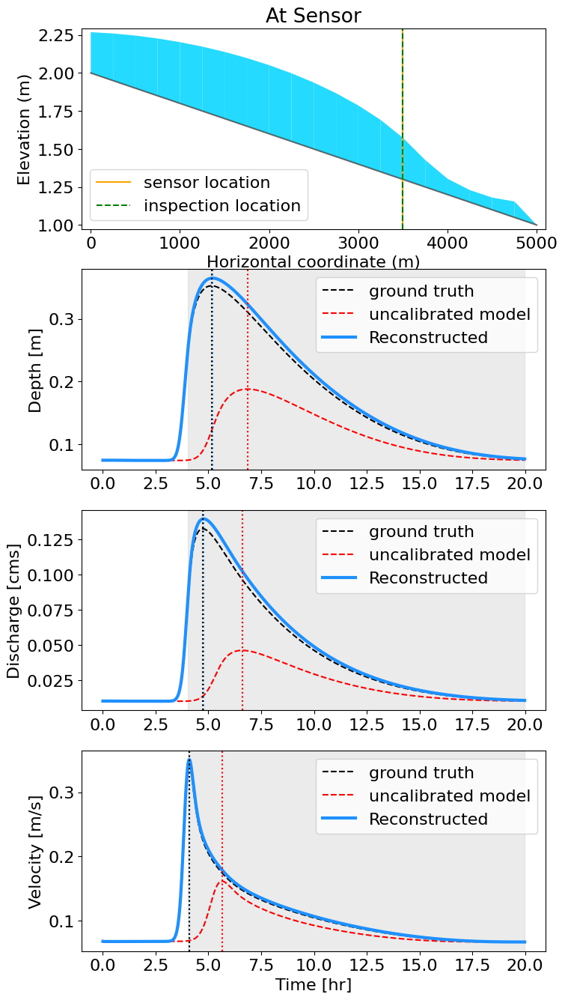 At Sensor
Elevation (m)
2.25
2.00
1.75
1.50
1.25
1.00
sensor location
inspection location
0 1000 2000 3000 4000 5000
Horizontal coordinate (m)
Depth [m]
0.3
0.2
0.1
ground truth
uncalibrated model
Reconstructed
0.0 2.5 5.0 7.5 10.0 12.5 15.0 17.5 20.0
Discharge [cms]
0.125
0.100
0.075
0.050
0.025
ground truth
uncalibrated model
Reconstructed
0.0 2.5 5.0 7.5 10.0 12.5 15.0 17.5 20.0
Velocity [m/s]
0.3
0.2
0.1
ground truth
uncalibrated model
Reconstructed
0.0 2.5 5.0 7.5 10.0 12.5 15.0 17.5 20.0
Time [hr]